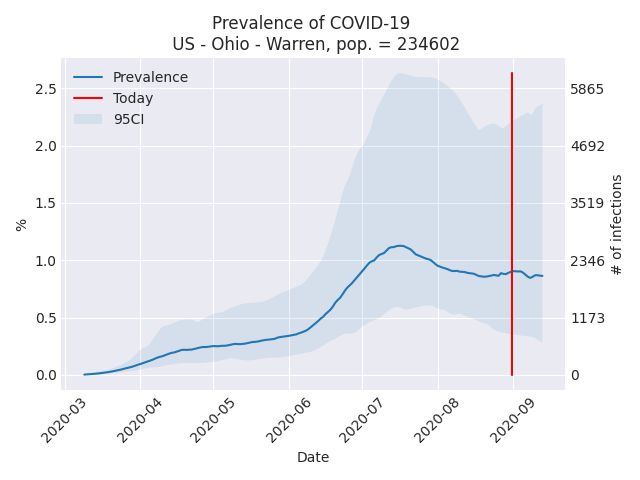 Prevalence of COVID-19
US - Ohio - Warren, pop. = 234602
Prevalence
Today
95CI
2.5
2.0
1.5
1.0
0.5
0.0
%
5865
4692
3519
2346
1173
0
# of infections
2020-03
2020-04
2020-05
2020-06
2020-07
2020-08
2020-09
Date